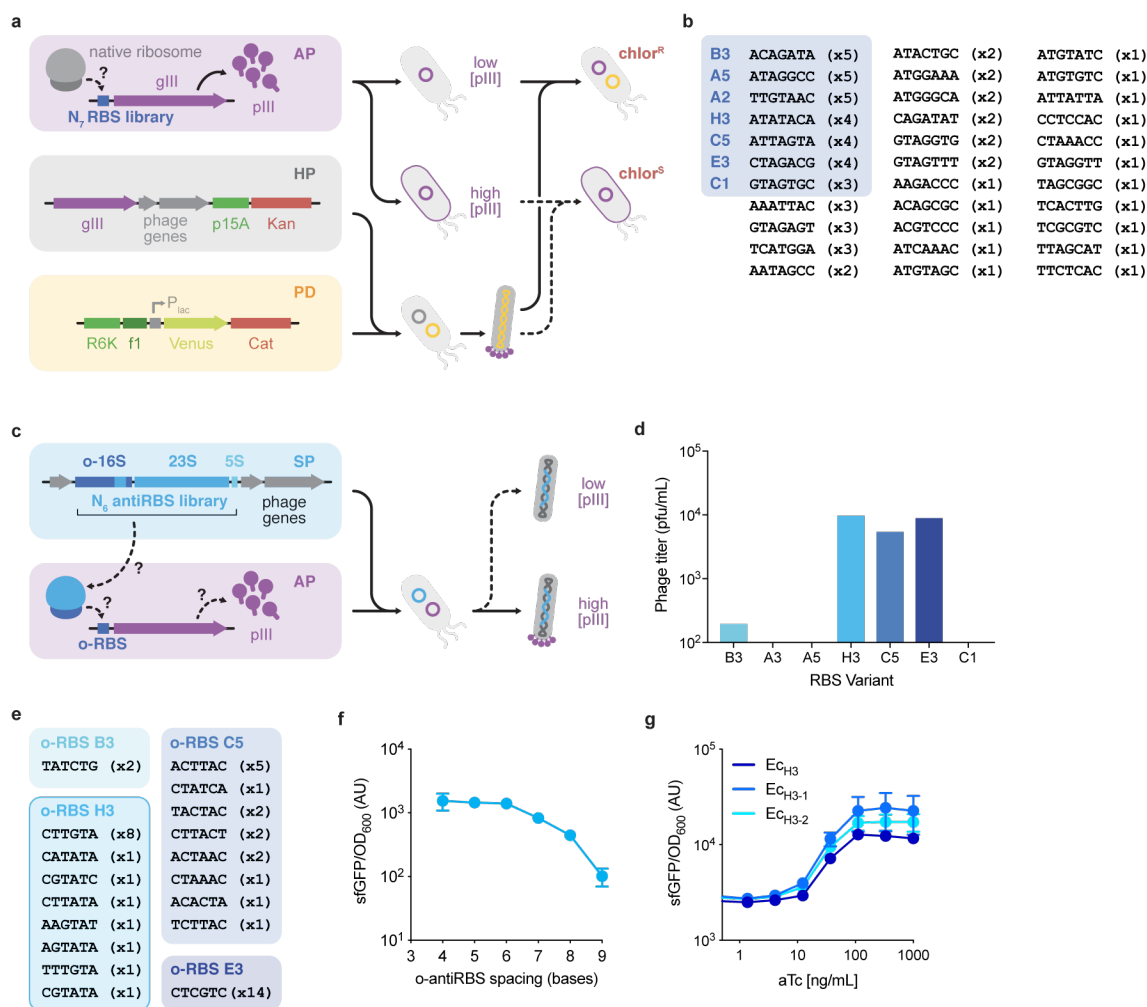 a
native ribosome
?
gIII
AP
pIII
N7 RBS library
low
[pIII]
chlorR
high
[pIII]
chlorS
HP
gIII
phage
genes
p15A
Kan
PD
Plac
R6K
f1
Venus
Cat
b
B3 ACAGATA (x5) ATACTGC (x2) ATGTATC (x1)
A5 ATAGGCC (x5) ATGGAAA (x2) ATGTGTC (x1)
A2 TTGTAAC (x5) ATGGGCA (x2) ATTATTA (x1)
H3 ATATACA (x4) CAGATAT (x2) CCTCCAC (x1)
C5 ATTAGTA (x4) GTAGGTG (x2) CTAAACC (x1)
E3 CTAGACG (x4) GTAGTTT (x2) GTAGGTT (x1)
C1 GTAGTGC (x3) AAGACCC (x1) TAGCGGC (x1)
AAATTAC (x3) ACAGCGC (x1) TCACTTG (x1)
GTAGAGT (x3) ACGTCCC (x1) TCGCGTC (x1)
TCATGGA (x3) ATCAAAC (x1) TTAGCAT (x1)
AATAGCC (x2) ATGTAGC (x1) TTCTCAC (x1)
c
o-16S
23S
5S
SP
N6 antiRBS library
phage
genes
?
?
?
AP
o-RBS
pIII
low
[pIII]
high
[pIII]
d
Phage titer (pfu/mL)
10^5
10^4
10^3
10^2
B3 A3 A5 H3 C5 E3 C1
RBS Variant
e
o-RBS B3
TATCTG (x2)
o-RBS H3
CTTGTA (x8)
CATATA (x1)
CGTATC (x1)
CTTATA (x1)
AAGTAT (x1)
AGTATA (x1)
TTTGTA (x1)
CGTATA (x1)
o-RBS C5
ACTTAC (x5)
CTATCA (x1)
TACTAC (x2)
CTTACT (x2)
ACTAAC (x2)
CTAAAC (x1)
ACACTA (x1)
TCTTAC (x1)
o-RBS E3
CTCGTC (x14)
f
sfGFP/OD600 (AU)
10^4
10^3
10^2
10^1
3 4 5 6 7 8 9
o-antiRBS spacing (bases)
g
sfGFP/OD600 (AU)
10^5
10^4
10^3
EcH3
EcH3-1
EcH3-2
1 10 100 1000
aTc [ng/mL]